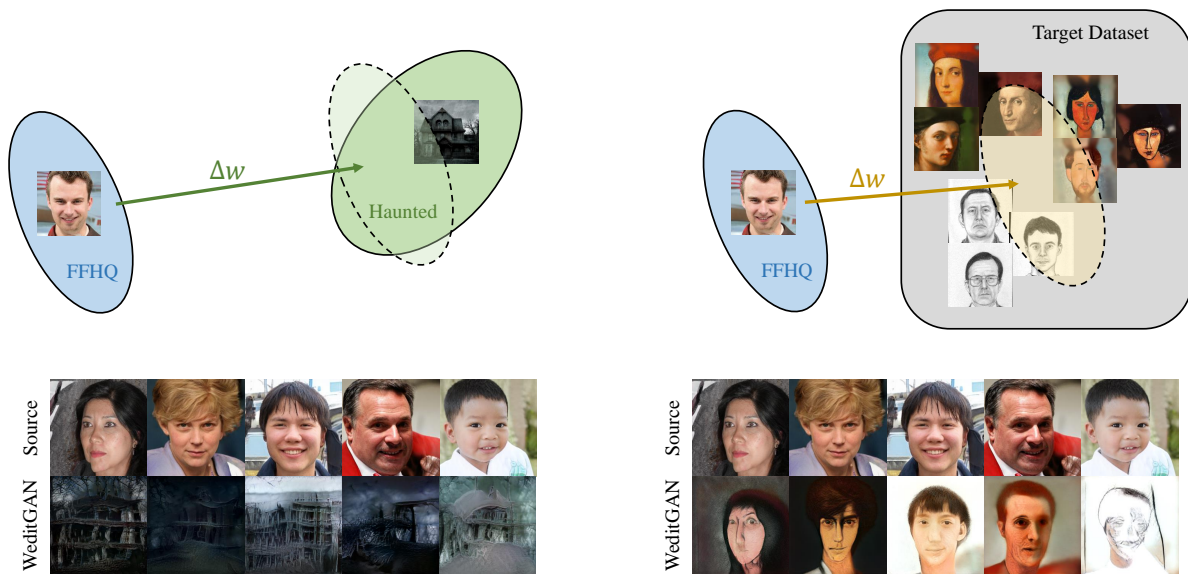 Δw
Haunted
FFHQ
Target Dataset
Δw
FFHQ
Source
WeditGAN
Source
WeditGAN